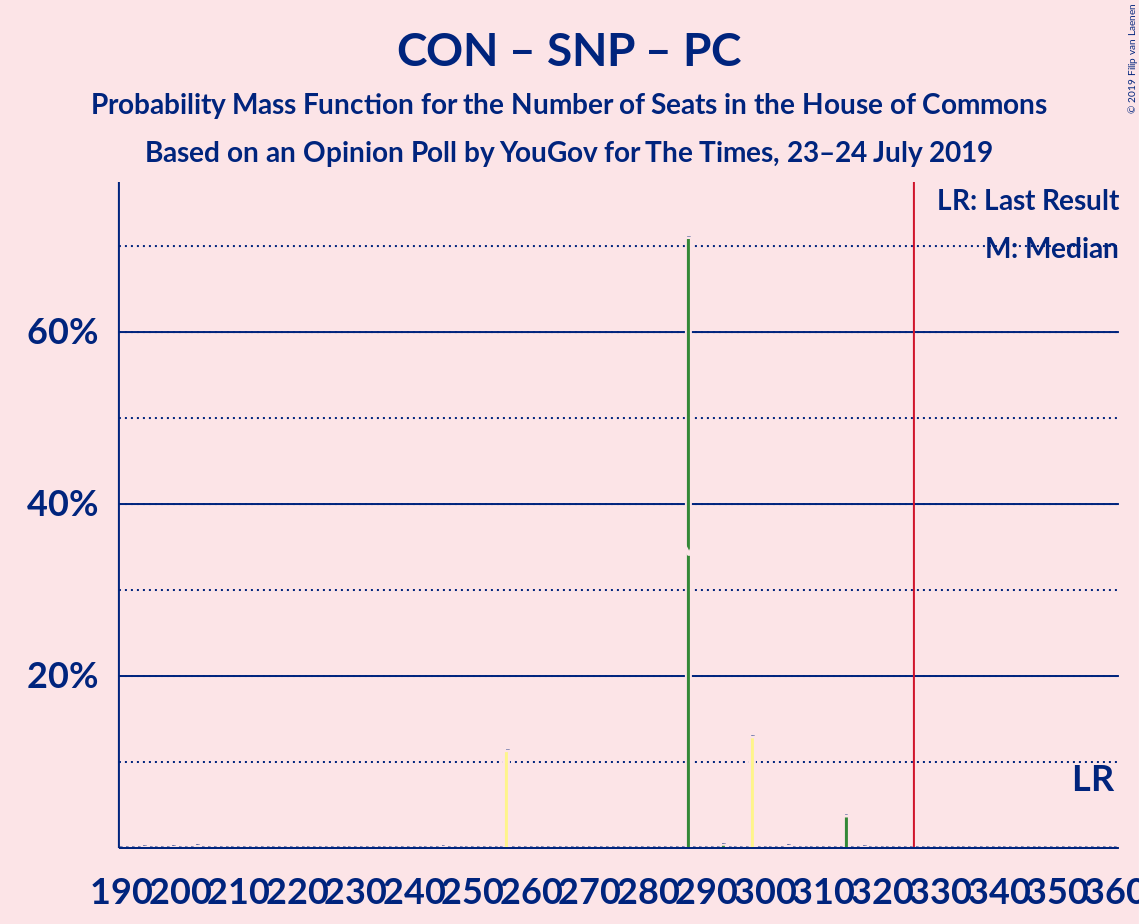 CON – SNP – PC
Probability Mass Function for the Number of Seats in the House of Commons
Based on an Opinion Poll by YouGov for The Times, 23–24 July 2019
© 2019 Filip van Laenen
LR: Last Result
M: Median
60%
40%
20%
LR
190 200 210 220 230 240 250 260 270 280 290 300 310 320 330 340 350 360